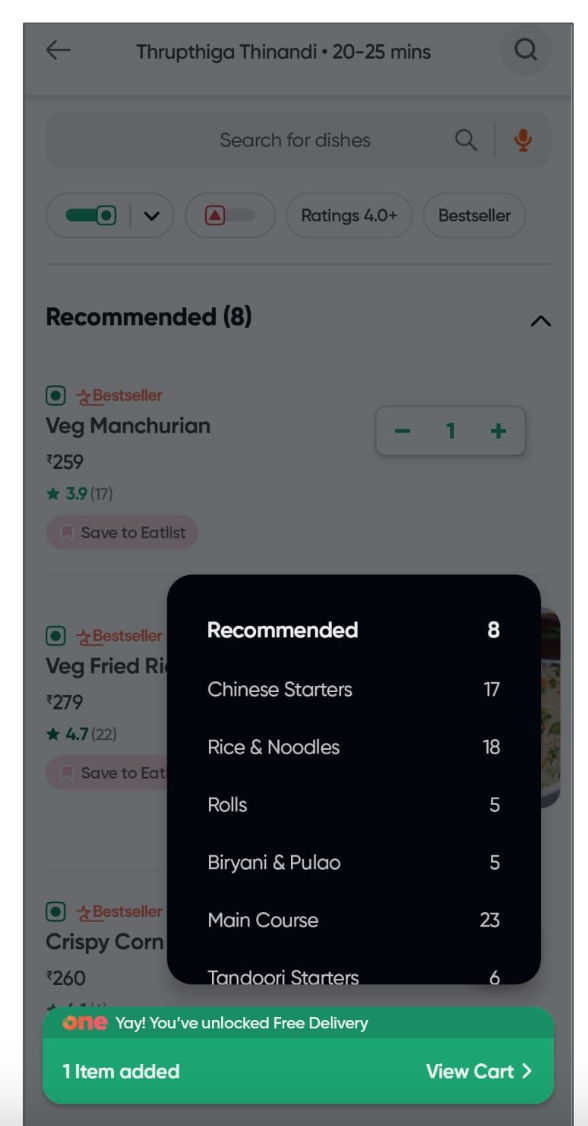 Thrupthiga Thinandi • 20-25 mins
Search for dishes
Ratings 4.0+
Bestseller
Recommended (8)
Bestseller
Veg Manchurian
₹259
3.9 (17)
Save to Eatlist
− 1 +
Bestseller
Veg Fried Ri
₹279
4.7 (22)
Save to Eat
Bestseller
Crispy Corn
₹260
Recommended 8
Chinese Starters 17
Rice & Noodles 18
Rolls 5
Biryani & Pulao 5
Main Course 23
Tandoori Starters 6
one Yay! You've unlocked Free Delivery
1 Item added
View Cart >